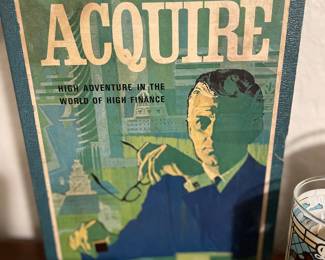 ACQUIRE
HIGH ADVENTURE IN THE
WORLD OF HIGH FINANCE